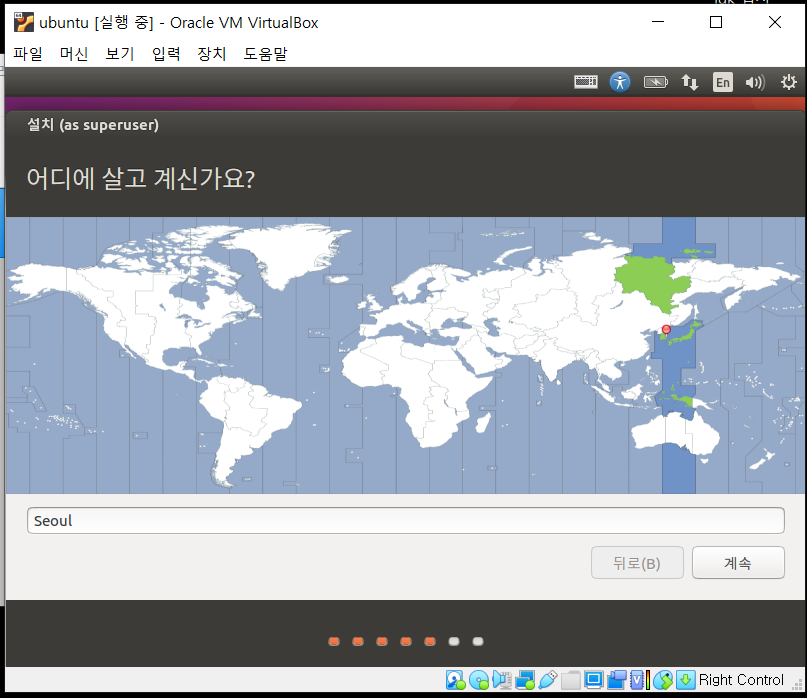 ubuntu [실행 중] - Oracle VM VirtualBox
파일 머신 보기 입력 장치 도움말
En
설치 (as superuser)
어디에 살고 계신가요?
Seoul
뒤로(B) 계속
V Right Control